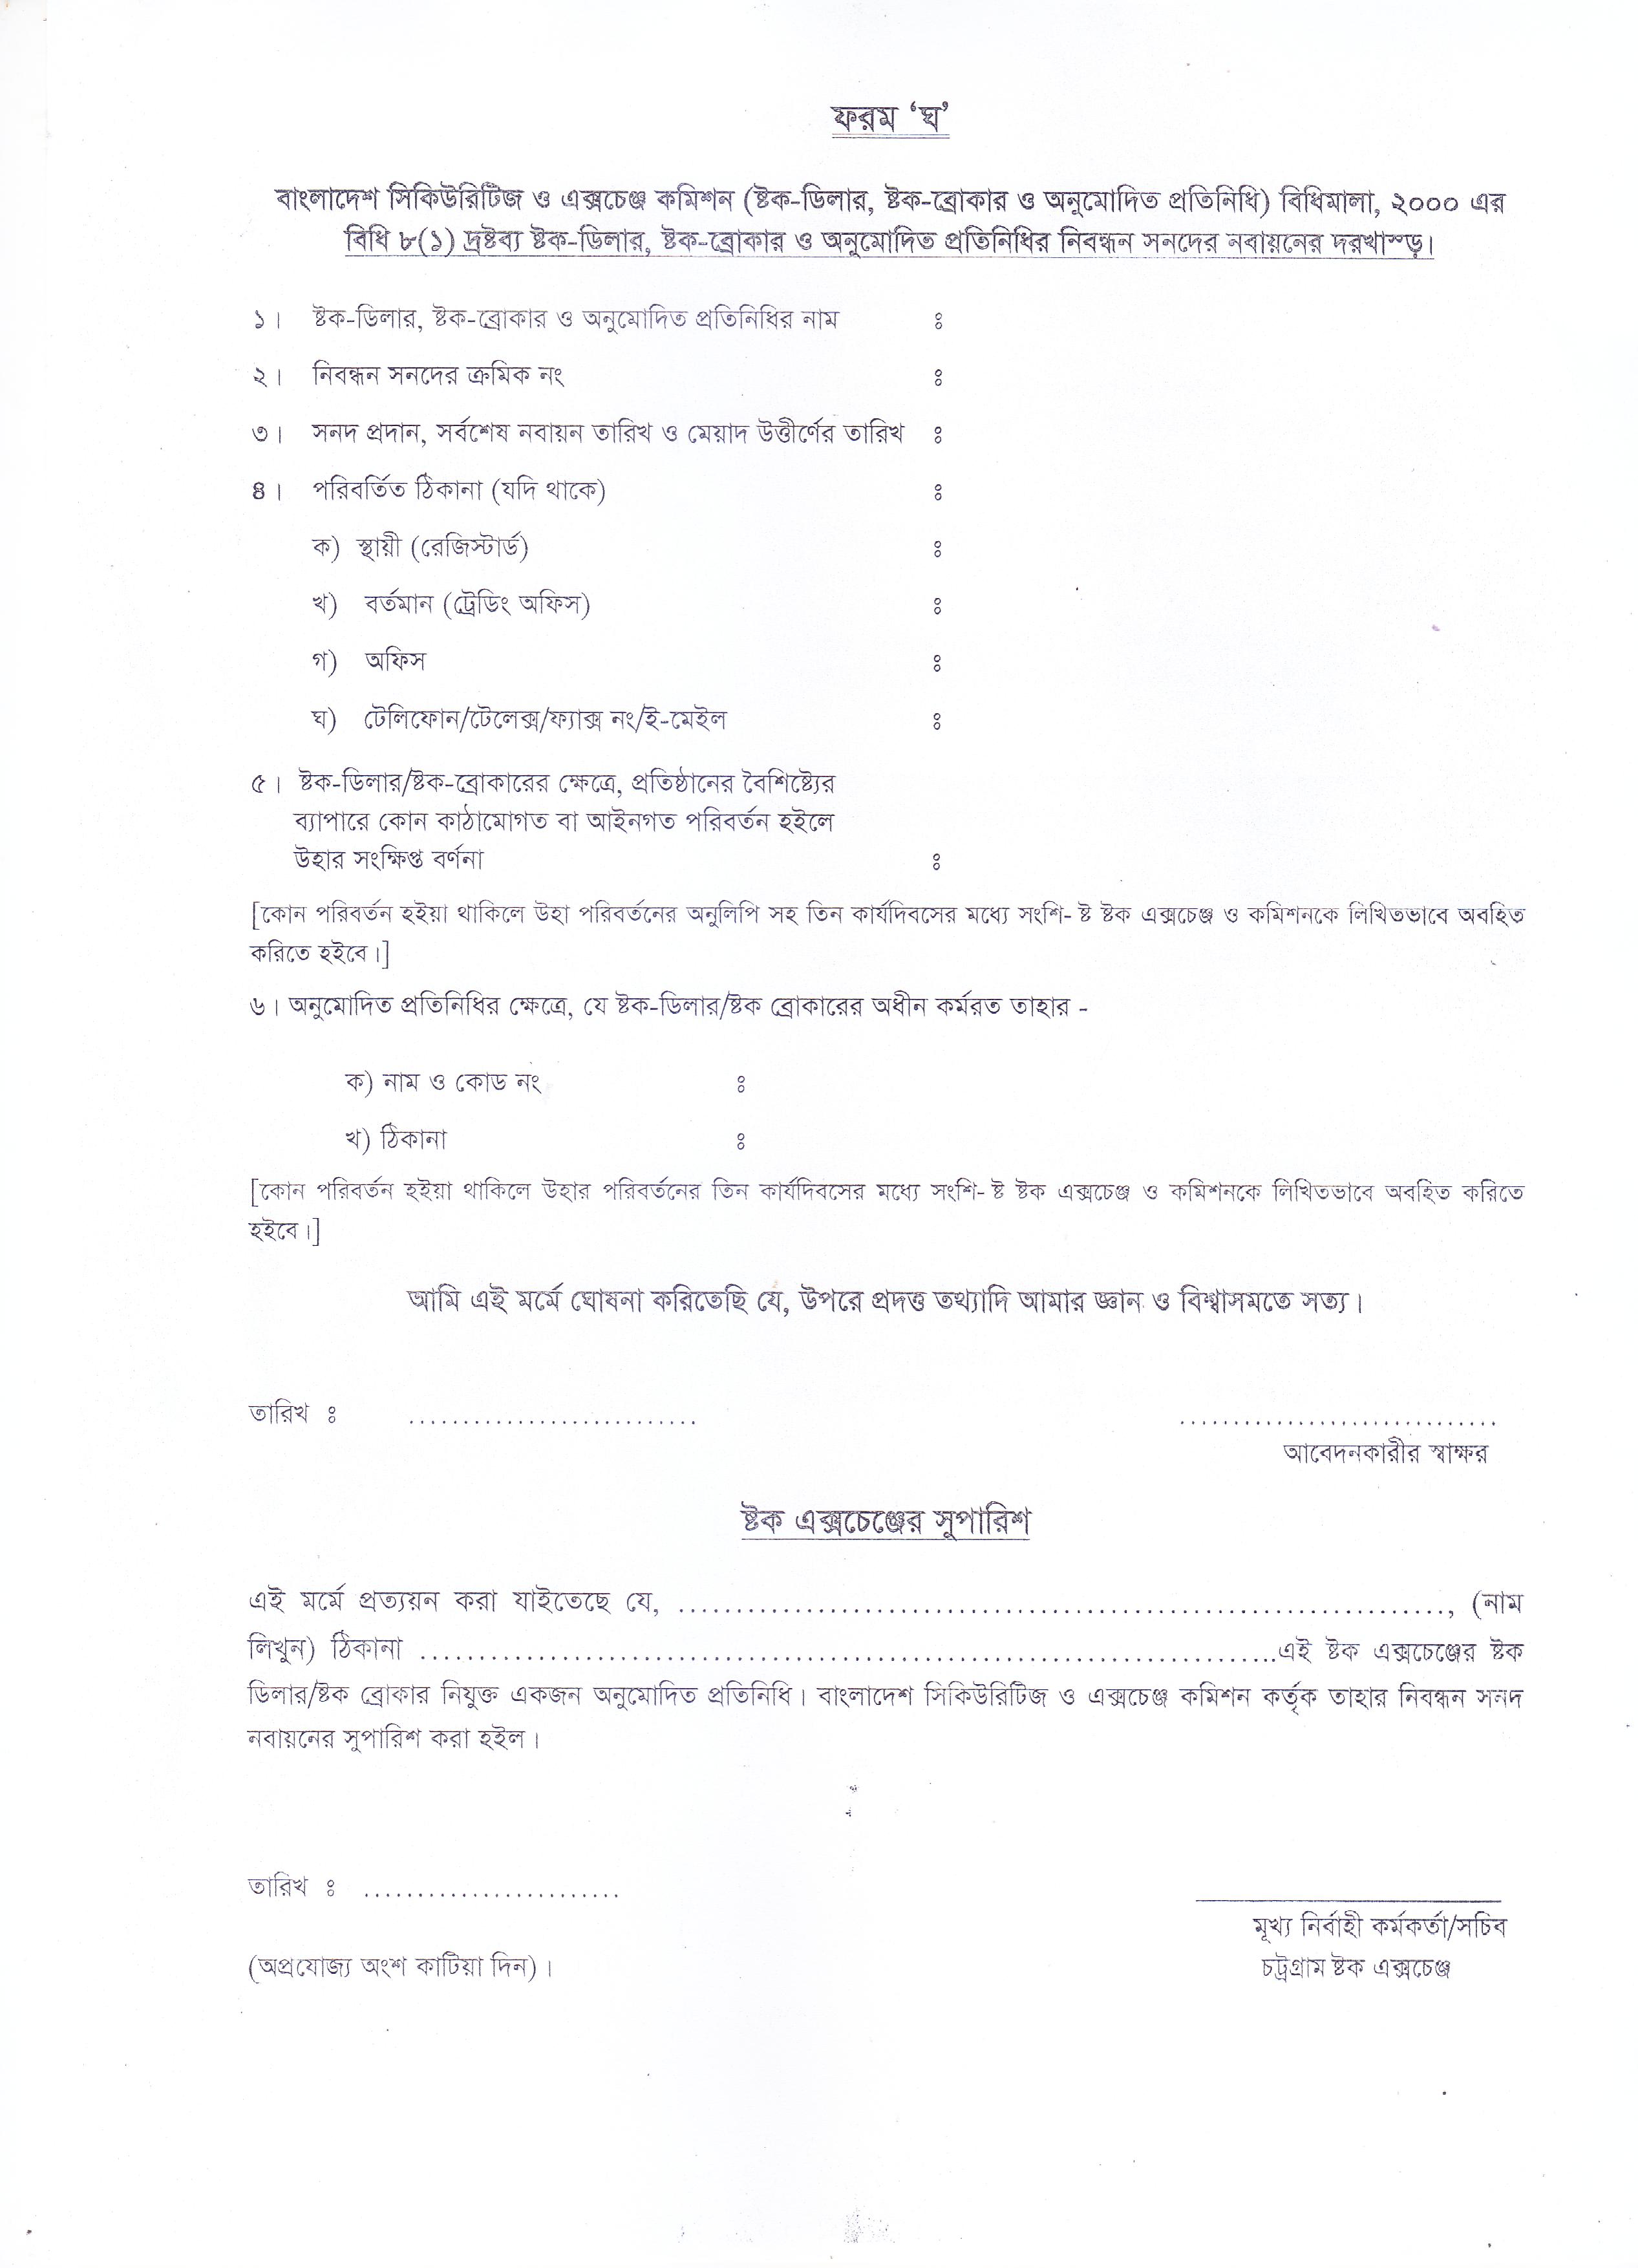 ফরম ‘ঘ’
বাংলাদেশ সিকিউরিটিজ ও এক্সচেঞ্জ কমিশন (ষ্টক-ডিলার, ষ্টক-ব্রোকার ও অনুমোদিত প্রতিনিধি) বিধিমালা, ২০০০ এর
বিধি ৮(১) দ্রষ্টব্য ষ্টক-ডিলার, ষ্টক-ব্রোকার ও অনুমোদিত প্রতিনিধির নিবন্ধন সনদের নবায়নের দরখাস্ড়।
১। ষ্টক-ডিলার, ষ্টক-ব্রোকার ও অনুমোদিত প্রতিনিধির নাম ঃ
২। নিবন্ধন সনদের ক্রমিক নং ঃ
৩। সনদ প্রদান, সর্বশেষ নবায়ন তারিখ ও মেয়াদ উত্তীর্ণের তারিখ ঃ
৪। পরিবর্তিত ঠিকানা (যদি থাকে) ঃ
ক) স্থায়ী (রেজিস্টার্ড) ঃ
খ) বর্তমান (ট্রেডিং অফিস) ঃ
গ) অফিস ঃ
ঘ) টেলিফোন/টেলেক্স/ফ্যাক্স নং/ই-মেইল ঃ
৫। ষ্টক-ডিলার/ষ্টক-ব্রোকারের ক্ষেত্রে, প্রতিষ্ঠানের বৈশিষ্ট্যের
ব্যাপারে কোন কাঠামোগত বা আইনগত পরিবর্তন হইলে
উহার সংক্ষিপ্ত বর্ণনা ঃ
[কোন পরিবর্তন হইয়া থাকিলে উহা পরিবর্তনের অনুলিপি সহ তিন কার্যদিবসের মধ্যে সংশি- ষ্ট ষ্টক এক্সচেঞ্জ ও কমিশনকে লিখিতভাবে অবহিত
করিতে হইবে।]
৬। অনুমোদিত প্রতিনিধির ক্ষেত্রে, যে ষ্টক-ডিলার/ষ্টক ব্রোকারের অধীন কর্মরত তাহার -
ক) নাম ও কোড নং ঃ
খ) ঠিকানা ঃ
[কোন পরিবর্তন হইয়া থাকিলে উহার পরিবর্তনের তিন কার্যদিবসের মধ্যে সংশি- ষ্ট ষ্টক এক্সচেঞ্জ ও কমিশনকে লিখিতভাবে অবহিত করিতে
হইবে।]
আমি এই মর্মে ঘোষনা করিতেছি যে, উপরে প্রদত্ত তথ্যাদি আমার জ্ঞান ও বিশ্বাসমতে সত্য।
তারিখ ঃ ........................... ..............................
আবেদনকারীর স্বাক্ষর
ষ্টক এক্সচেঞ্জের সুপারিশ
এই মর্মে প্রত্যয়ন করা যাইতেছে যে, ...................................................................., (নাম
লিখুন) ঠিকানা ...........................................................................এই ষ্টক এক্সচেঞ্জের ষ্টক
ডিলার/ষ্টক ব্রোকার নিযুক্ত একজন অনুমোদিত প্রতিনিধি। বাংলাদেশ সিকিউরিটিজ ও এক্সচেঞ্জ কমিশন কর্তৃক তাহার নিবন্ধন সনদ
নবায়নের সুপারিশ করা হইল।
তারিখ ঃ ........................
মূখ্য নির্বাহী কর্মকর্তা/সচিব
(অপ্রযোজ্য অংশ কাটিয়া দিন)। চট্রগ্রাম ষ্টক এক্সচেঞ্জ